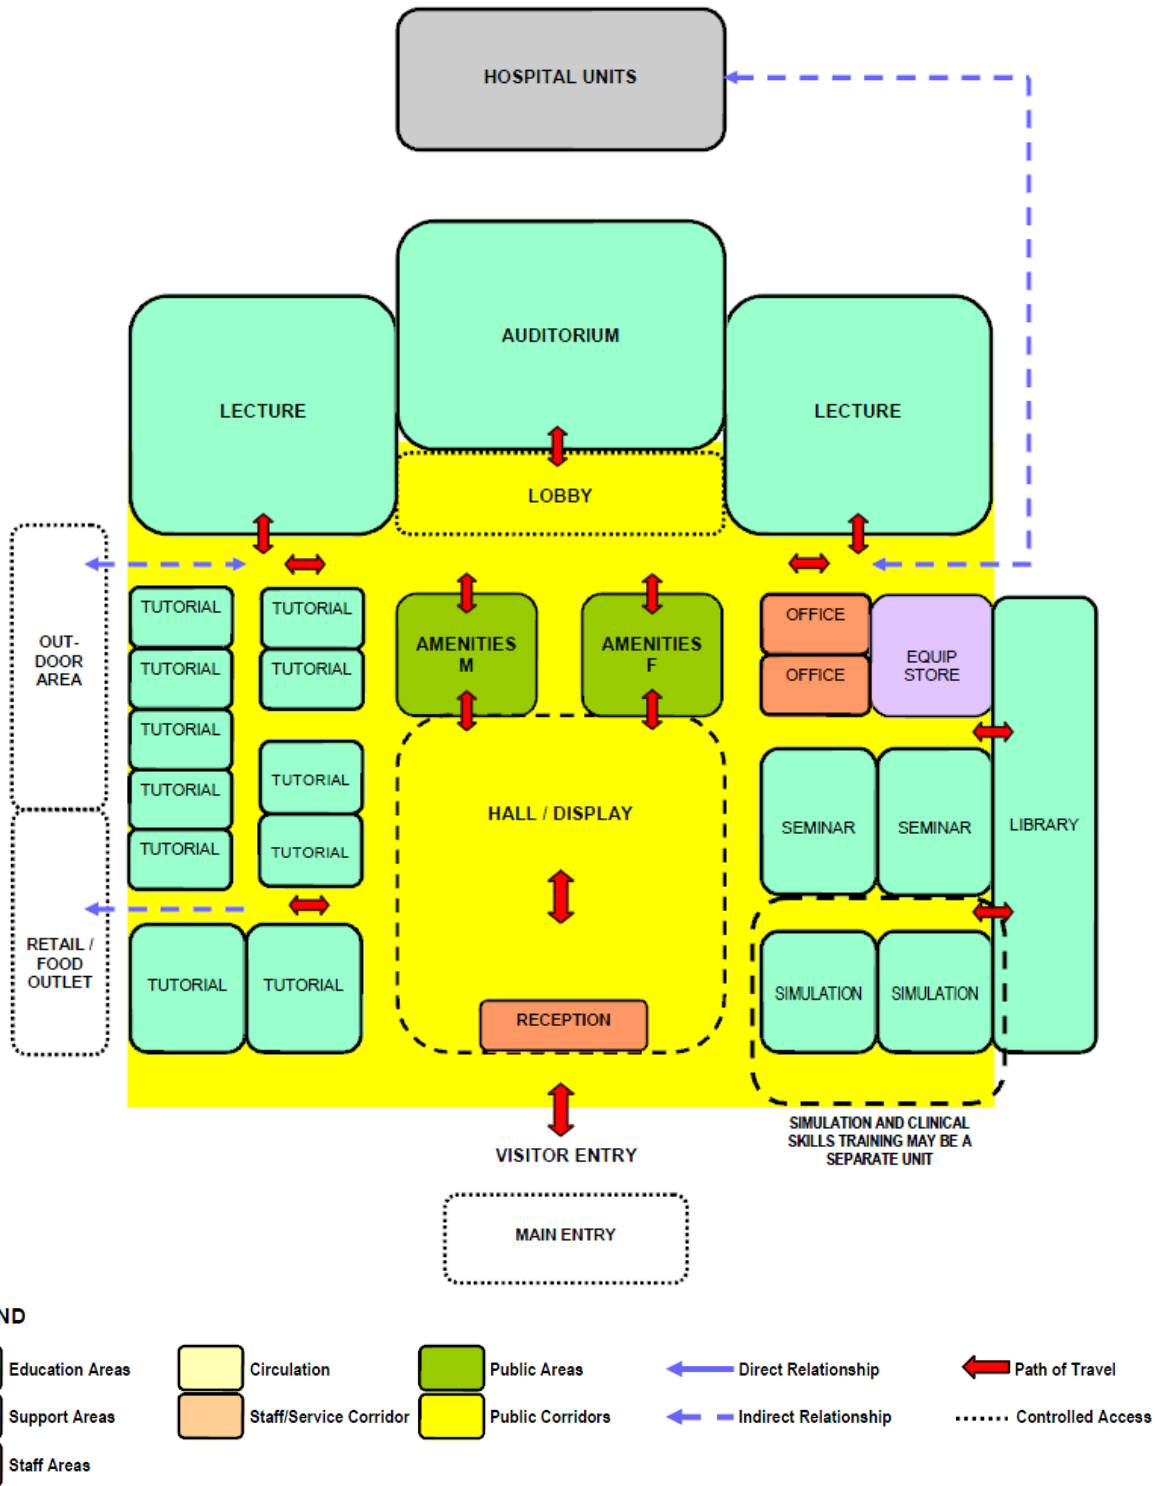 HOSPITAL UNITS
AUDITORIUM
LECTURE
LECTURE
LOBBY
OUT-
DOOR
AREA
TUTORIAL
TUTORIAL
TUTORIAL
TUTORIAL
TUTORIAL
TUTORIAL
TUTORIAL
TUTORIAL
TUTORIAL
AMENITIES
M
AMENITIES
F
OFFICE
OFFICE
EQUIP
STORE
HALL / DISPLAY
SEMINAR
SEMINAR
LIBRARY
RETAIL /
FOOD
OUTLET
TUTORIAL
TUTORIAL
RECEPTION
SIMULATION
SIMULATION
SIMULATION AND CLINICAL
SKILLS TRAINING MAY BE A
SEPARATE UNIT
VISITOR ENTRY
MAIN ENTRY
ND
Education Areas
Circulation
Public Areas
Direct Relationship
Path of Travel
Support Areas
Staff/Service Corridor
Public Corridors
Indirect Relationship
Controlled Access
Staff Areas